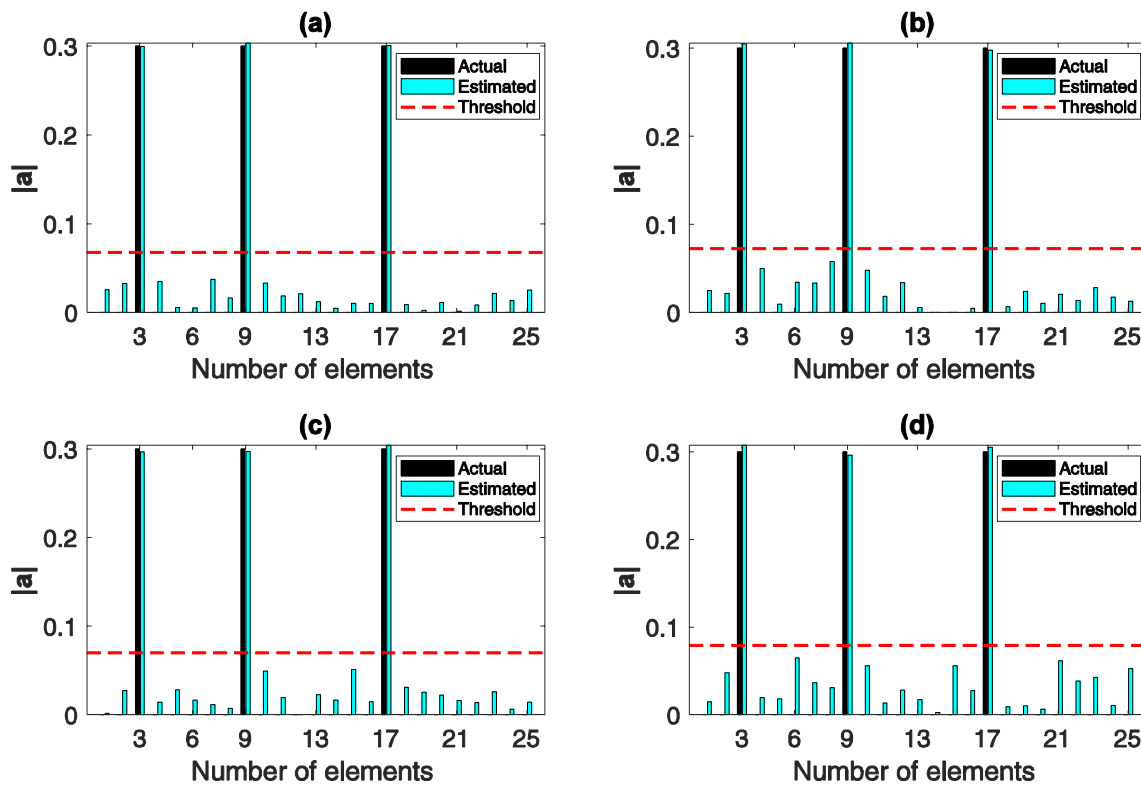 (a)
0.3
0.2
0.1
0
|a|
Actual
Estimated
Threshold
3 6 9 13 17 21 25
Number of elements
(b)
0.3
0.2
0.1
0
|a|
Actual
Estimated
Threshold
3 6 9 13 17 21 25
Number of elements
(c)
0.3
0.2
0.1
0
|a|
Actual
Estimated
Threshold
3 6 9 13 17 21 25
Number of elements
(d)
0.3
0.2
0.1
0
|a|
Actual
Estimated
Threshold
3 6 9 13 17 21 25
Number of elements